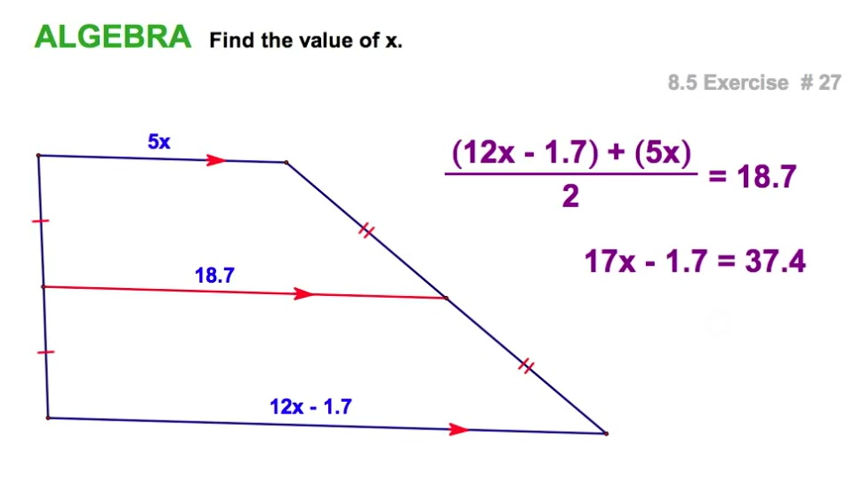 ALGEBRA Find the value of x.
8.5 Exercise # 27
5x
(12x - 1.7) + (5x)
2
= 18.7
18.7
17x - 1.7 = 37.4
12x - 1.7